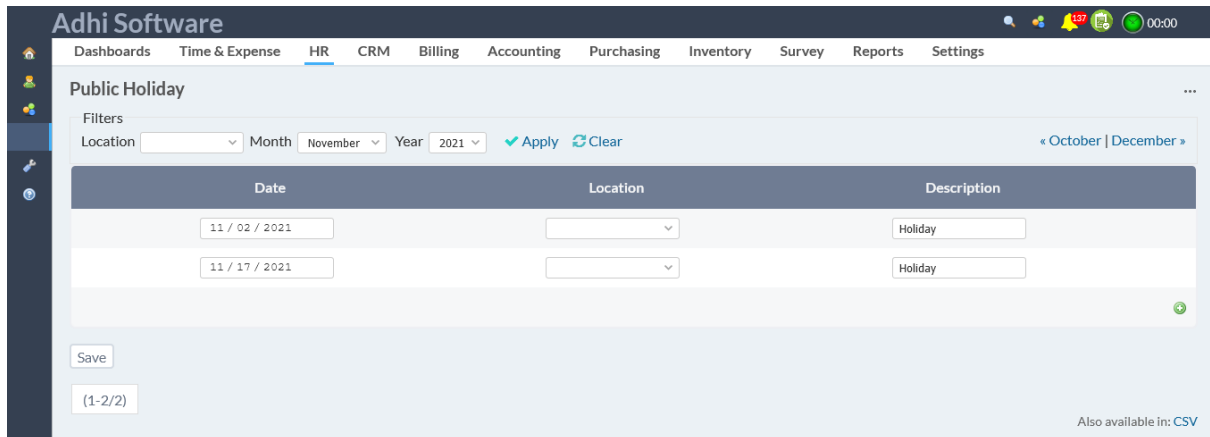 Adhi Software
137
00:00
Dashboards Time & Expense HR CRM Billing Accounting Purchasing Inventory Survey Reports Settings
Public Holiday
...
Filters
Location Month November Year 2021 Apply Clear « October | December »
Date Location Description
11 / 02 / 2021 Holiday
11 / 17 / 2021 Holiday
Save
(1-2/2)
Also available in: CSV